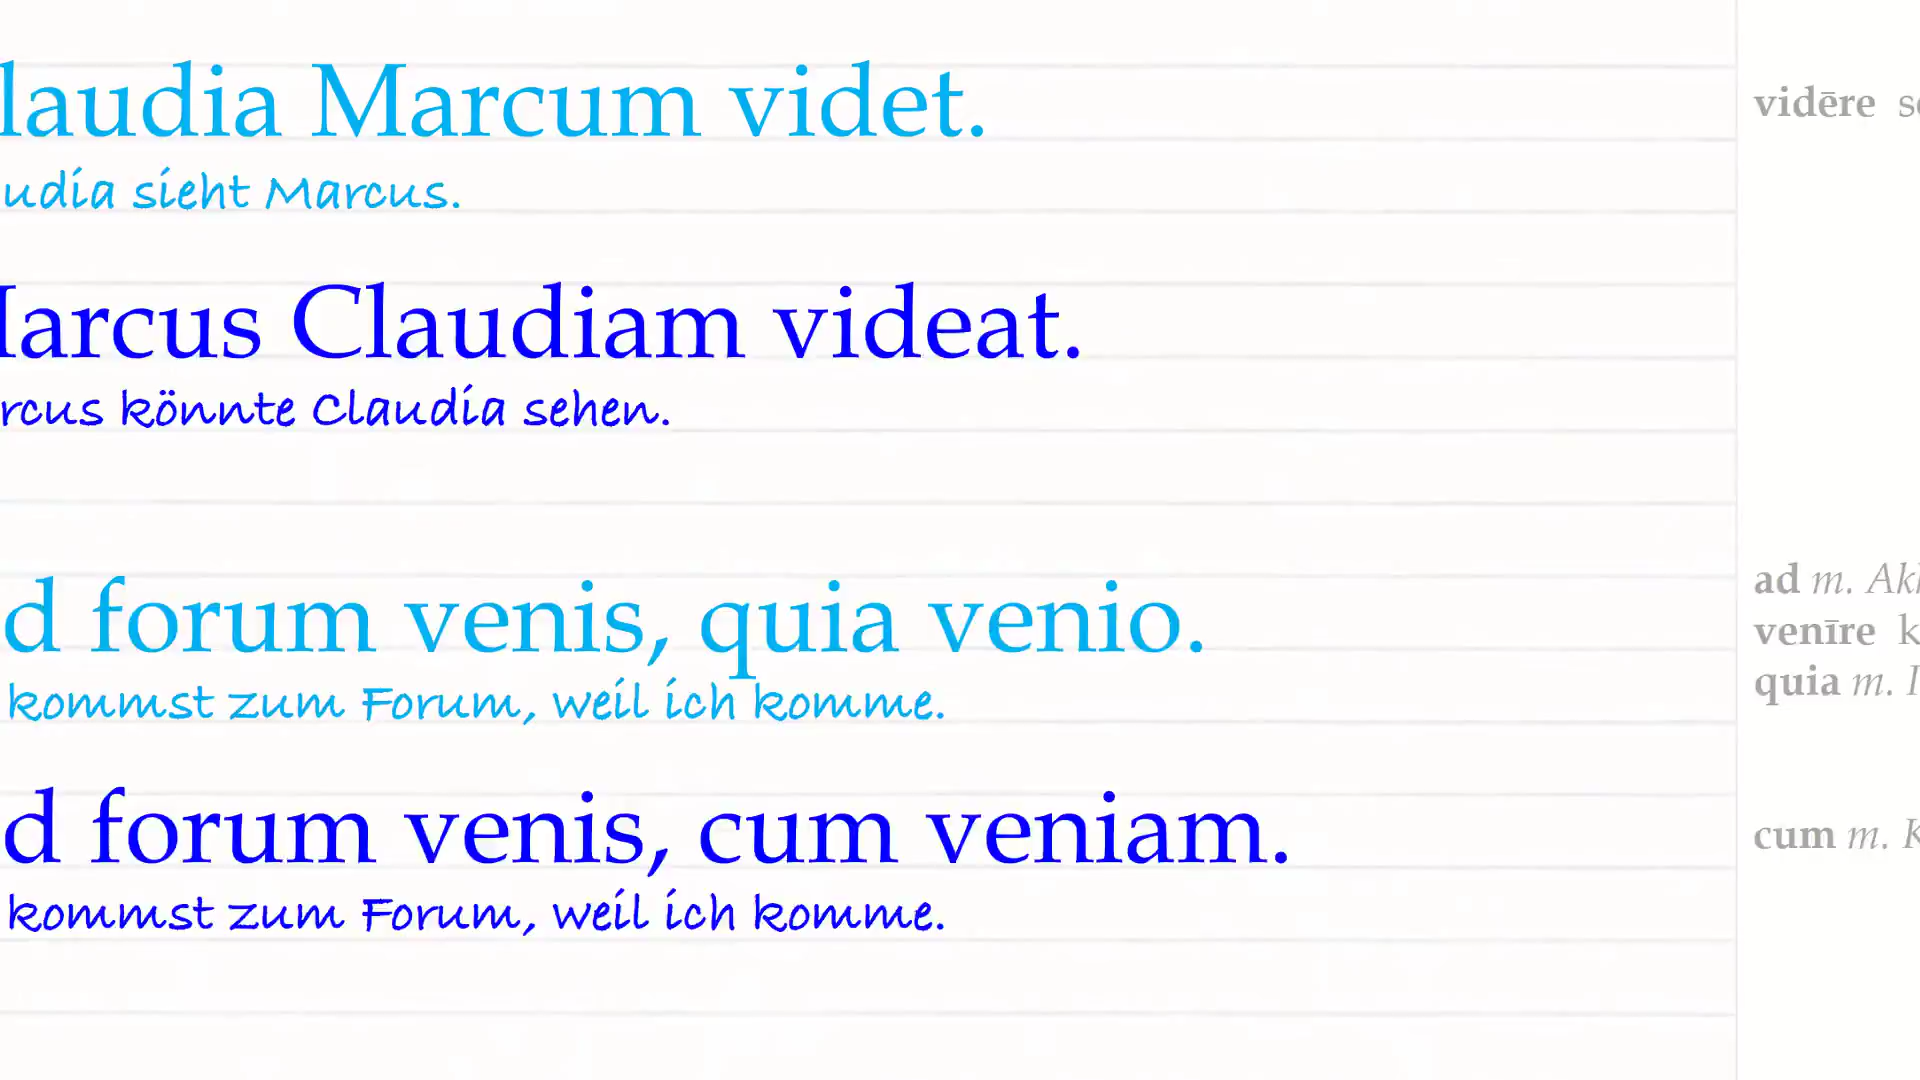 laudia Marcum videt.
vidēre
udia sieht Marcus.
arcus Claudiam videat.
rcus könnte Claudia sehen.
ad m.
d forum venis, quia venio.
venīre
quia m.
kommst zum Forum, weil ich komme.
d forum venis, cum veniam.
cum m.
kommst zum Forum, weil ich komme.